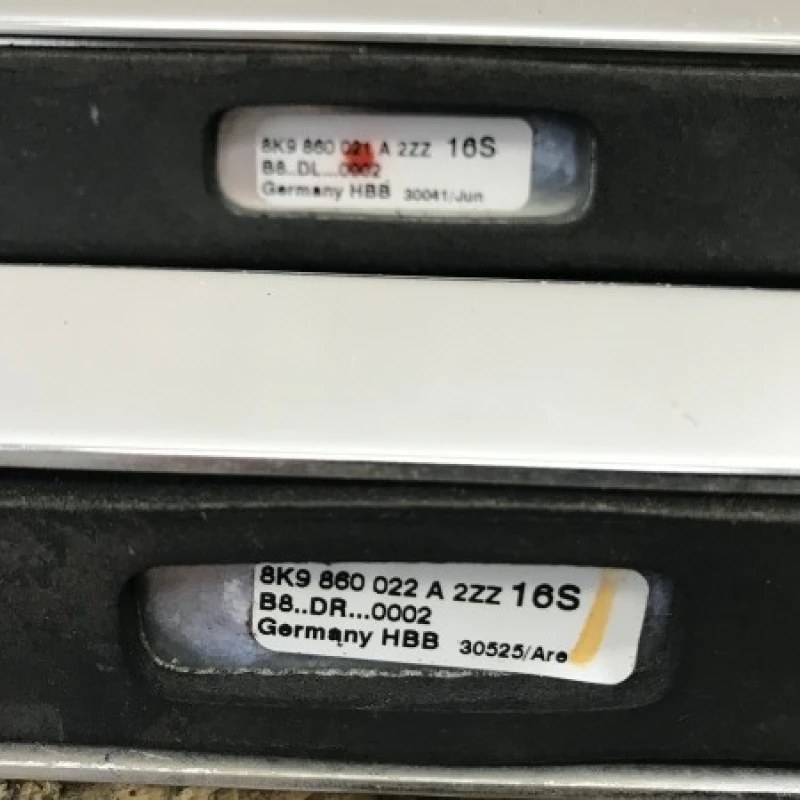 8K9 860 021 A 2ZZ 16S
B8..DL...0002
Germany HBB 30041/Jun
8K9 860 022 A 2ZZ 16S
B8..DR...0002
Germany HBB 30525/Are